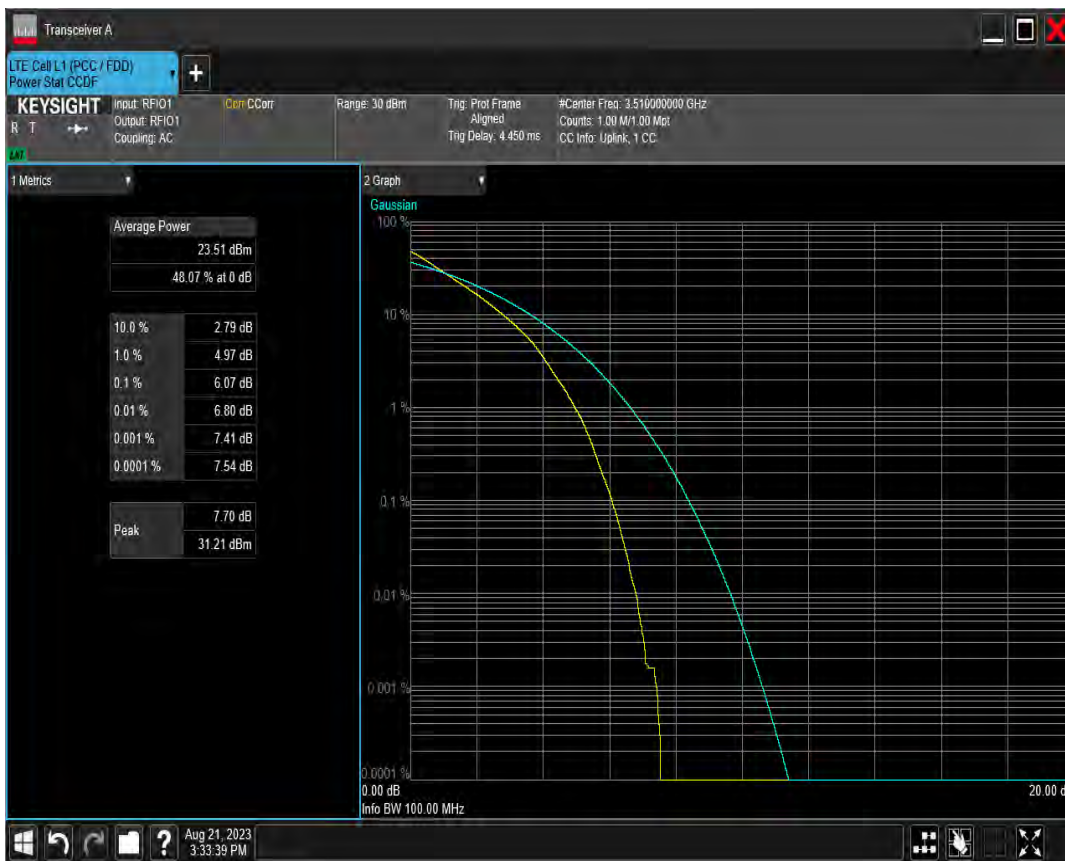 Transceiver A
LTE Cell L1 (PCC / FDD)
Power Stat CCDF
+
KEYSIGHT
R T
LXI
Input: RFIO1
Output: RFIO1
Coupling: AC
Corr CCorr
Range: 30 dBm
Trig: Prot Frame
Aligned
Trig Delay: 4.450 ms
#Center Freq: 3.510000000 GHz
Counts: 1.00 M/1.00 Mpt
CC Info: Uplink, 1 CC
1 Metrics
Average Power
23.51 dBm
48.07 % at 0 dB
10.0 % 2.79 dB
1.0 % 4.97 dB
0.1 % 6.07 dB
0.01 % 6.80 dB
0.001 % 7.41 dB
0.0001 % 7.54 dB
Peak
7.70 dB
31.21 dBm
2 Graph
Gaussian
100 %
10 %
1 %
0.1 %
0.01 %
0.001 %
0.0001 %
0.00 dB
20.00 d
Info BW 100.00 MHz
?
Aug 21, 2023
3:33:39 PM